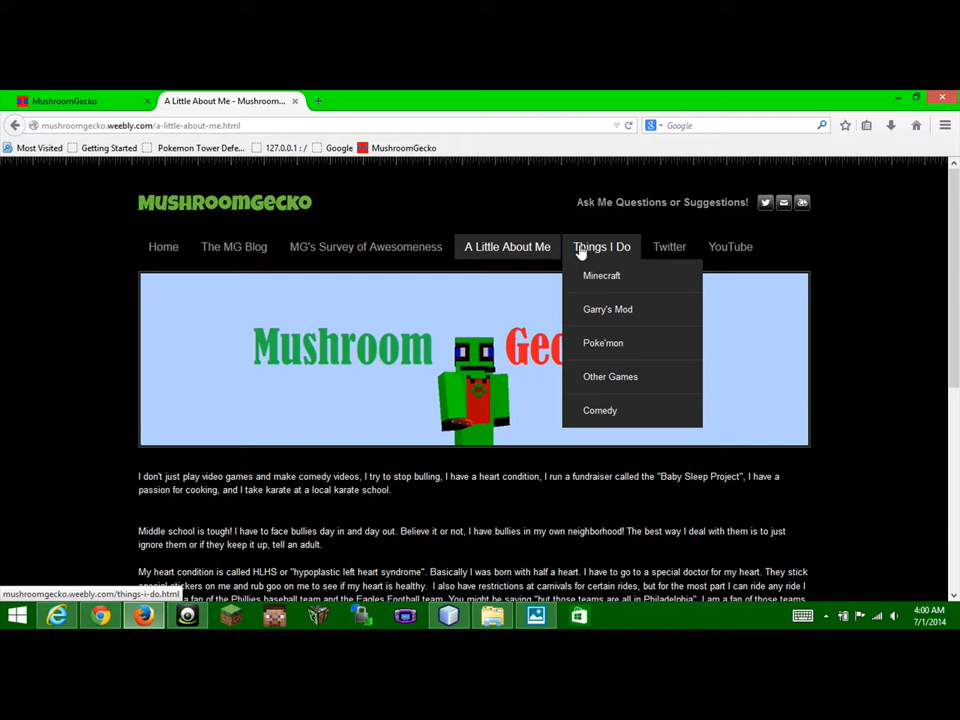 MushroomGecko
A Little About Me - Mushroom...
mushroomgecko.weebly.com/a-little-about-me.html
Google
Most Visited Getting Started Pokemon Tower Defe... 127.0.0.1 : / Google MushroomGecko
MushroomGecko
Ask Me Questions or Suggestions!
Home The MG Blog MG's Survey of Awesomeness A Little About Me Things I Do Twitter YouTube
Minecraft
Garry's Mod
Poke'mon
Other Games
Comedy
Mushroom Gec
I don't just play video games and make comedy videos, I try to stop bulling, I have a heart condition, I run a fundraiser called the "Baby Sleep Project", I have a
passion for cooking, and I take karate at a local karate school.
Middle school is tough! I have to face bullies day in and day out. Believe it or not, I have bullies in my own neighborhood! The best way I deal with them is to just
ignore them or if they keep it up, tell an adult.
My heart condition is called HLHS or "hypoplastic left heart syndrome". Basically I was born with half a heart. I have to go to a special doctor for my heart. They stick
special stickers on me and rub goo on me to see if my heart is healthy. I also have restrictions at carnivals for certain rides, but for the most part I can ride any ride I
a fan of the Phillies baseball team and the Eagles Football team. You might be saying "but those teams are all in Philadelphia". I am a fan of those teams
mushroomgecko.weebly.com/things-i-do.html
4:00 AM
7/1/2014